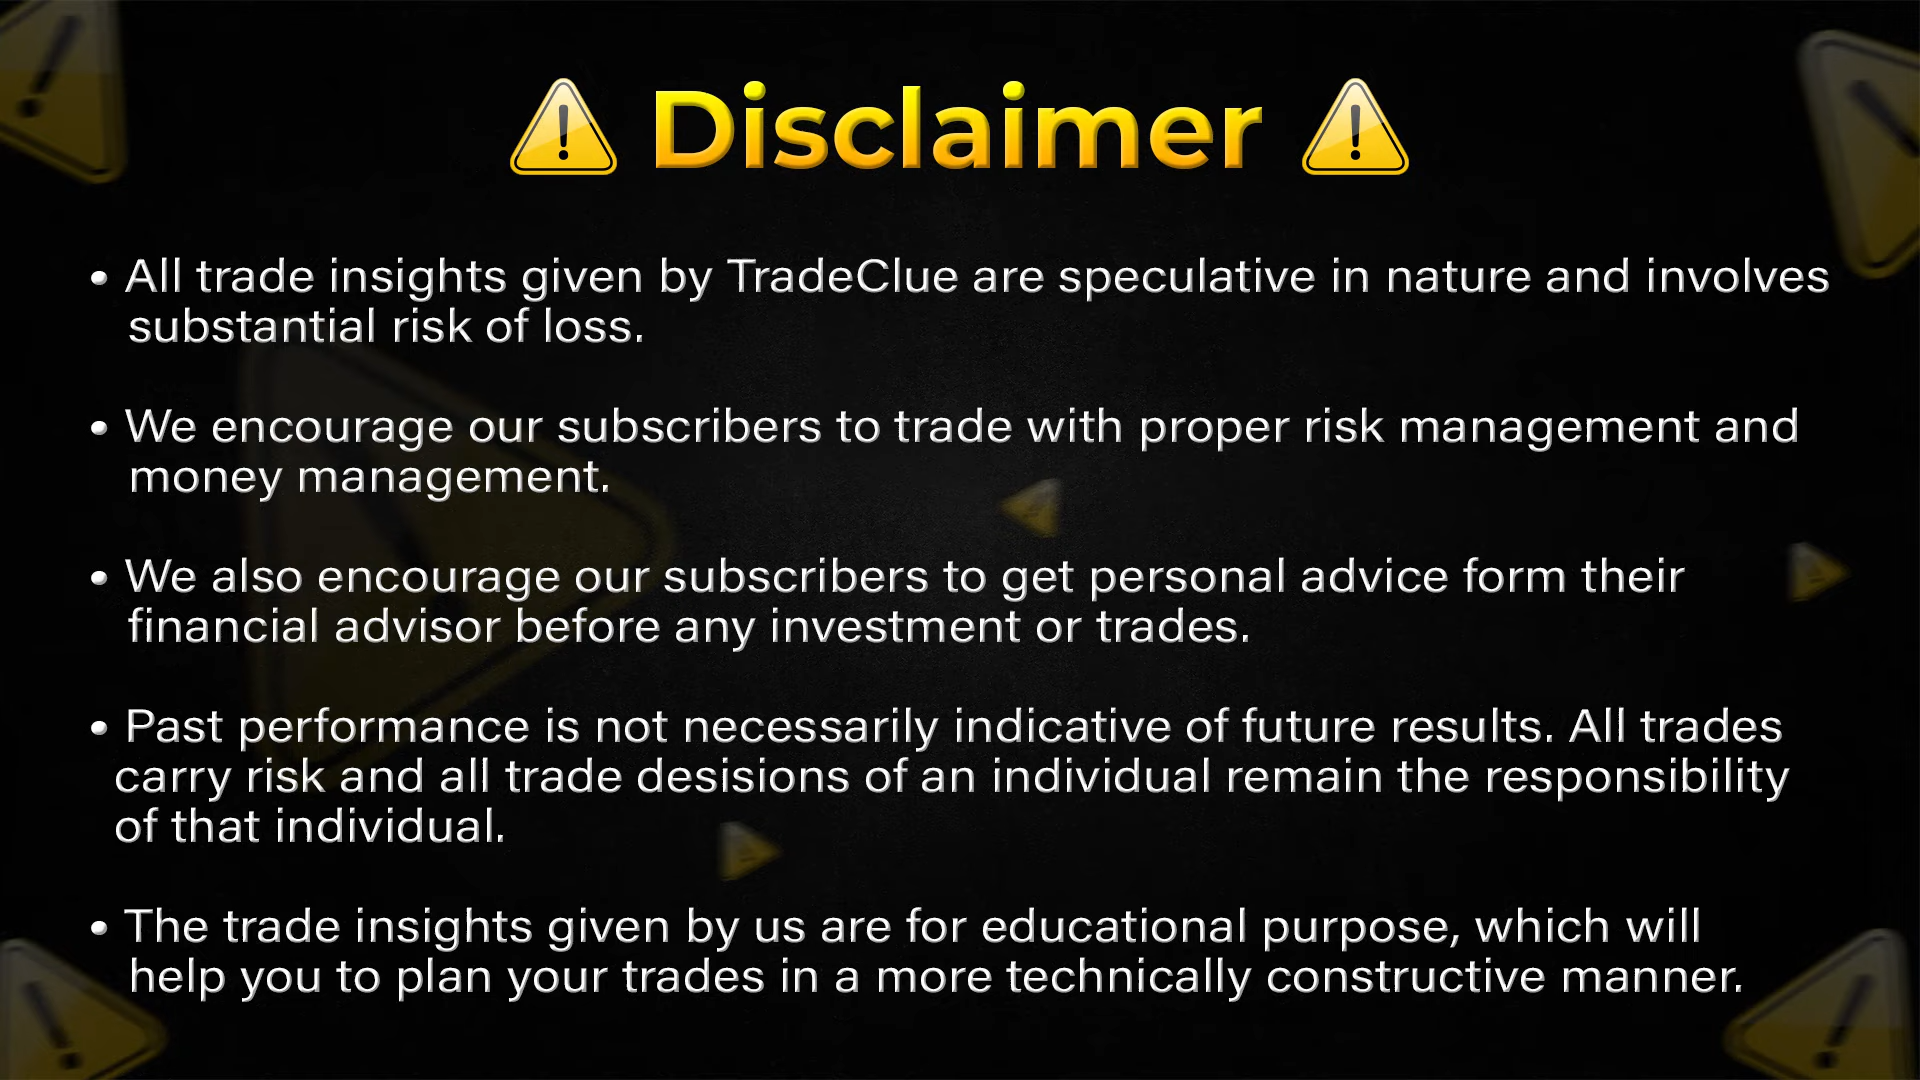 Disclaimer
• All trade insights given by TradeClue are speculative in nature and involves
substantial risk of loss.
• We encourage our subscribers to trade with proper risk management and
money management.
• We also encourage our subscribers to get personal advice form their
financial advisor before any investment or trades.
• Past performance is not necessarily indicative of future results. All trades
carry risk and all trade desisions of an individual remain the responsibility
of that individual.
• The trade insights given by us are for educational purpose, which will
help you to plan your trades in a more technically constructive manner.